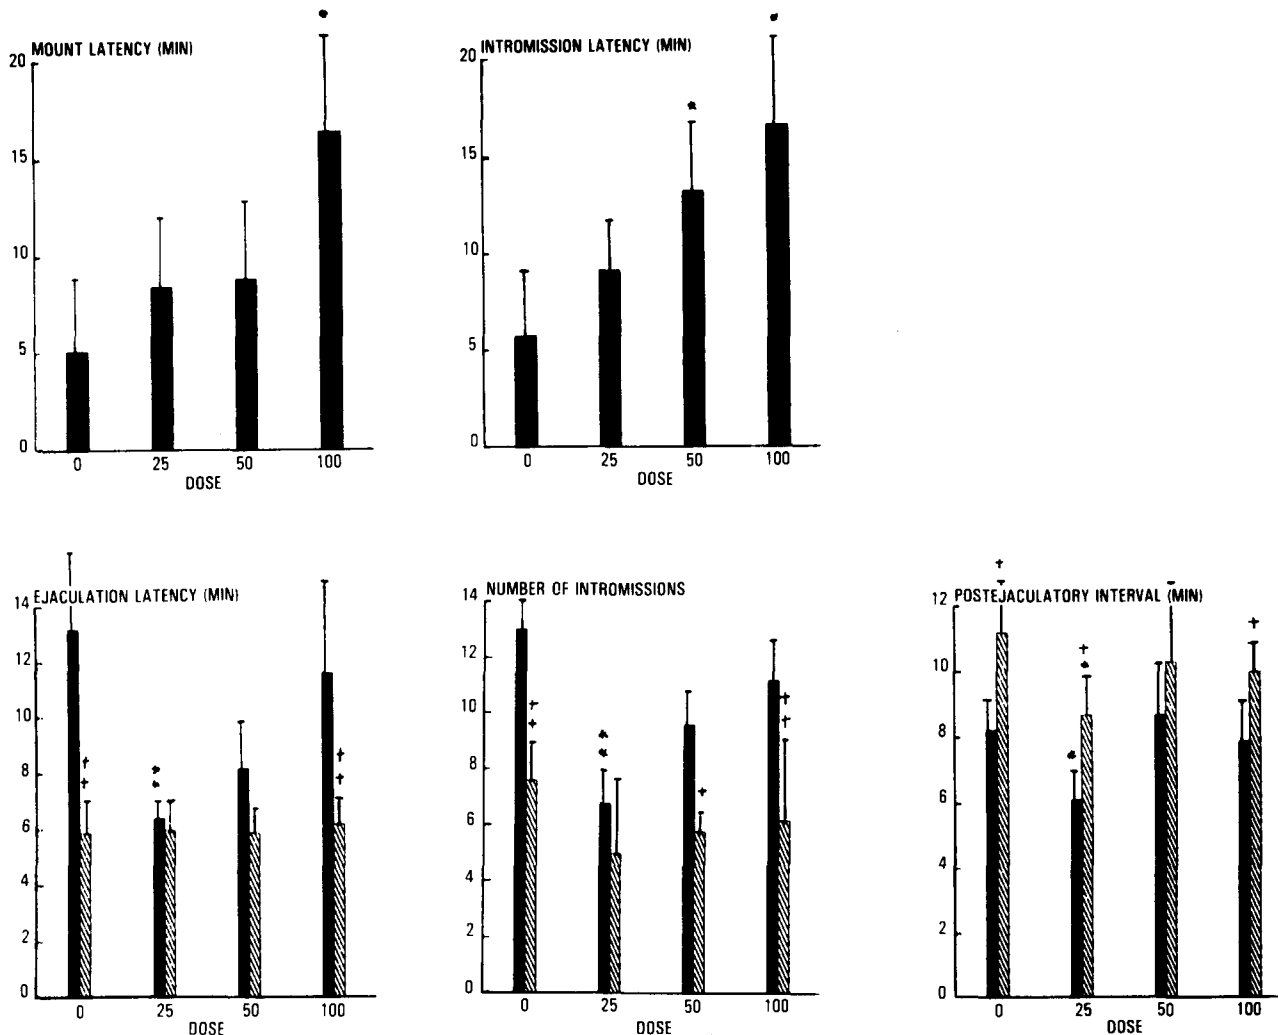 MOUNT LATENCY (MIN)
20
15
10
5
0
0 25 50 100
DOSE
INTROMISSION LATENCY (MIN)
20
15
10
5
0
0 25 50 100
DOSE
EJACULATION LATENCY (MIN)
14
12
10
8
6
4
2
0
0 25 50 100
DOSE
NUMBER OF INTROMISSIONS
14
12
10
8
6
4
2
0
0 25 50 100
DOSE
POSTEJACULATORY INTERVAL (MIN)
12
10
8
6
4
2
0
0 25 50 100
DOSE